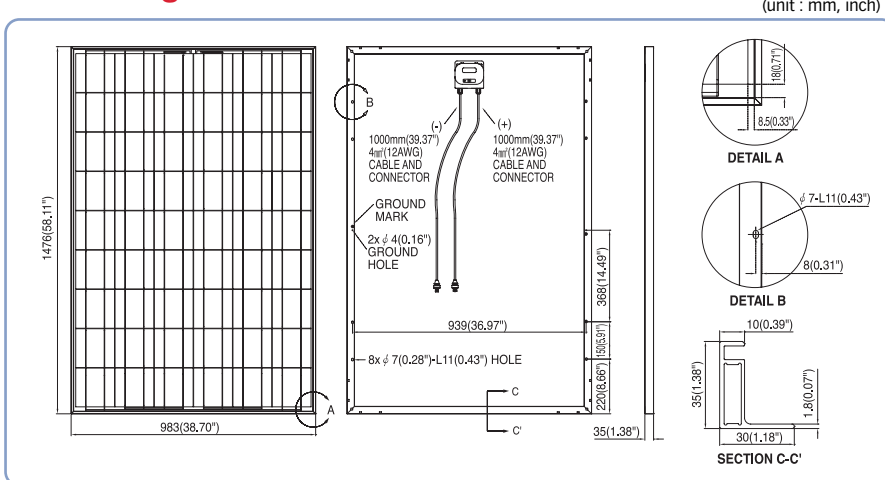 (unit : mm, inch)
1476(58.11")
983(38.70")
A
B
(-)
1000mm(39.37")
4㎟(12AWG)
CABLE AND
CONNECTOR
(+)
1000mm(39.37")
4㎟(12AWG)
CABLE AND
CONNECTOR
GROUND
MARK
2x ϕ 4(0.16")
GROUND
HOLE
939(36.97")
8x ϕ 7(0.28")-L11(0.43") HOLE
368(14.49")
150(5.91")
220(8.66")
C
C'
35(1.38")
18(0.71")
8.5(0.33")
DETAIL A
ϕ 7-L11(0.43")
8(0.31")
DETAIL B
10(0.39")
35(1.38")
1.8(0.07")
30(1.18")
SECTION C-C'